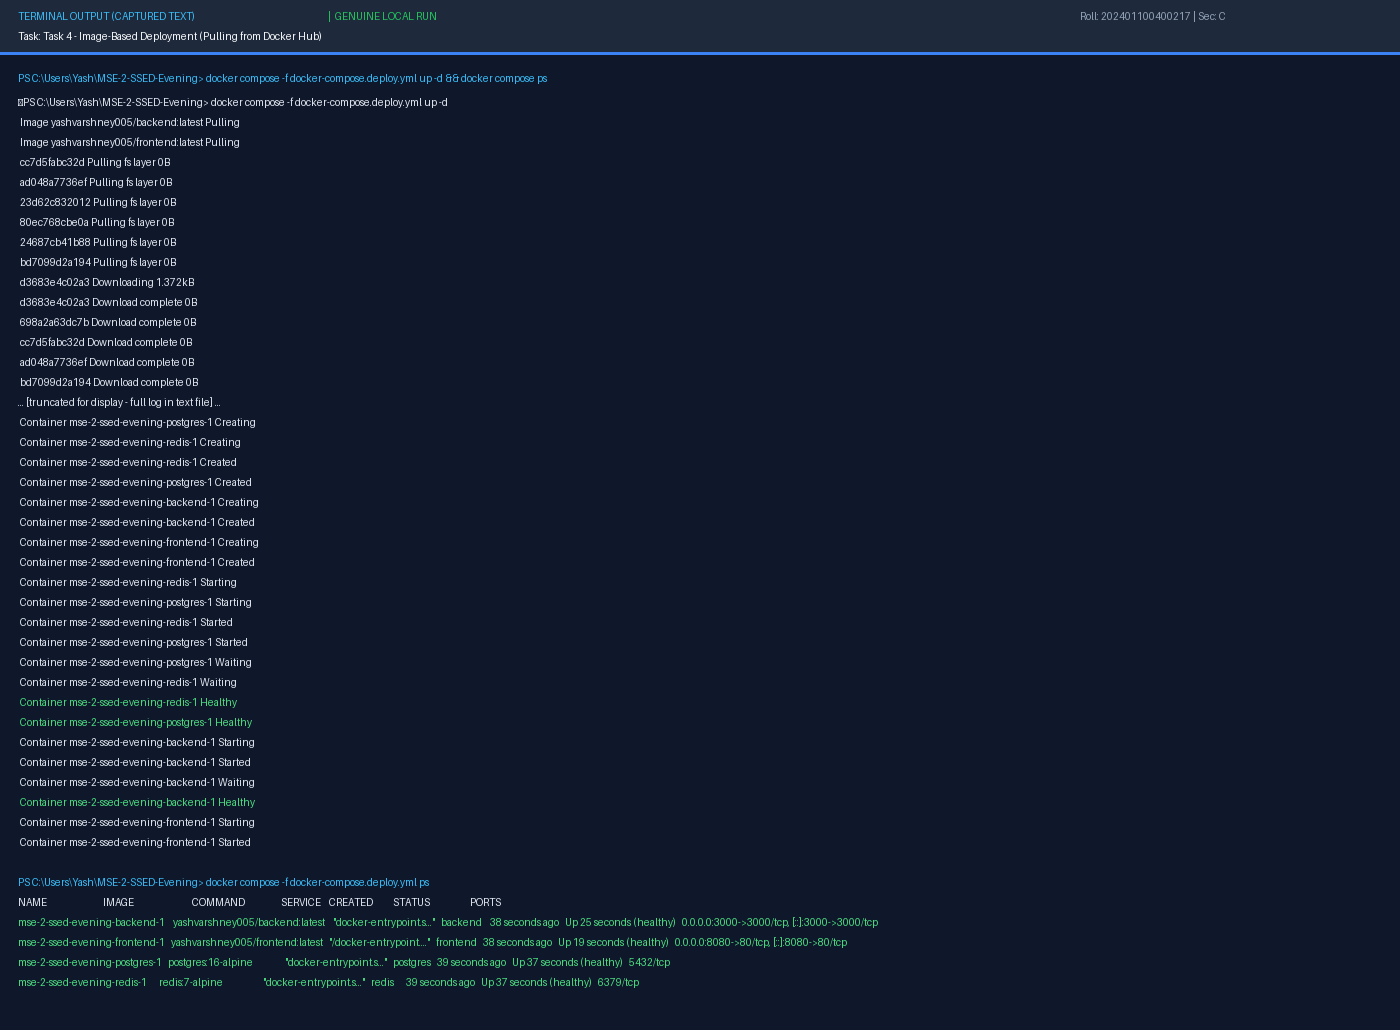 TERMINAL OUTPUT (CAPTURED TEXT) | GENUINE LOCAL RUN Roll: 202401100400217 | Sec: C
Task: Task 4 - Image-Based Deployment (Pulling from Docker Hub)
PS C:\Users\Yash\MSE-2-SSED-Evening> docker compose -f docker-compose.deploy.yml up -d && docker compose ps
PS C:\Users\Yash\MSE-2-SSED-Evening> docker compose -f docker-compose.deploy.yml up -d
Image yashvarshney005/backend:latest Pulling
Image yashvarshney005/frontend:latest Pulling
cc7d5fabc32d Pulling fs layer 0B
ad048a7736ef Pulling fs layer 0B
23d62c832012 Pulling fs layer 0B
80ec768cbe0a Pulling fs layer 0B
24687cb41b88 Pulling fs layer 0B
bd7099d2a194 Pulling fs layer 0B
d3683e4c02a3 Downloading 1.372kB
d3683e4c02a3 Download complete 0B
698a2a63dc7b Download complete 0B
cc7d5fabc32d Download complete 0B
ad048a7736ef Download complete 0B
bd7099d2a194 Download complete 0B
... [truncated for display - full log in text file] ...
Container mse-2-ssed-evening-postgres-1 Creating
Container mse-2-ssed-evening-redis-1 Creating
Container mse-2-ssed-evening-redis-1 Created
Container mse-2-ssed-evening-postgres-1 Created
Container mse-2-ssed-evening-backend-1 Creating
Container mse-2-ssed-evening-backend-1 Created
Container mse-2-ssed-evening-frontend-1 Creating
Container mse-2-ssed-evening-frontend-1 Created
Container mse-2-ssed-evening-redis-1 Starting
Container mse-2-ssed-evening-postgres-1 Starting
Container mse-2-ssed-evening-redis-1 Started
Container mse-2-ssed-evening-postgres-1 Started
Container mse-2-ssed-evening-postgres-1 Waiting
Container mse-2-ssed-evening-redis-1 Waiting
Container mse-2-ssed-evening-redis-1 Healthy
Container mse-2-ssed-evening-postgres-1 Healthy
Container mse-2-ssed-evening-backend-1 Starting
Container mse-2-ssed-evening-backend-1 Started
Container mse-2-ssed-evening-backend-1 Waiting
Container mse-2-ssed-evening-backend-1 Healthy
Container mse-2-ssed-evening-frontend-1 Starting
Container mse-2-ssed-evening-frontend-1 Started
PS C:\Users\Yash\MSE-2-SSED-Evening> docker compose -f docker-compose.deploy.yml ps
NAME IMAGE COMMAND SERVICE CREATED STATUS PORTS
mse-2-ssed-evening-backend-1 yashvarshney005/backend:latest "docker-entrypoint.s…" backend 38 seconds ago Up 25 seconds (healthy) 0.0.0.0:3000->3000/tcp, [::]:3000->3000/tcp
mse-2-ssed-evening-frontend-1 yashvarshney005/frontend:latest "/docker-entrypoint.…" frontend 38 seconds ago Up 19 seconds (healthy) 0.0.0.0:8080->80/tcp, [::]:8080->80/tcp
mse-2-ssed-evening-postgres-1 postgres:16-alpine "docker-entrypoint.s…" postgres 39 seconds ago Up 37 seconds (healthy) 5432/tcp
mse-2-ssed-evening-redis-1 redis:7-alpine "docker-entrypoint.s…" redis 39 seconds ago Up 37 seconds (healthy) 6379/tcp